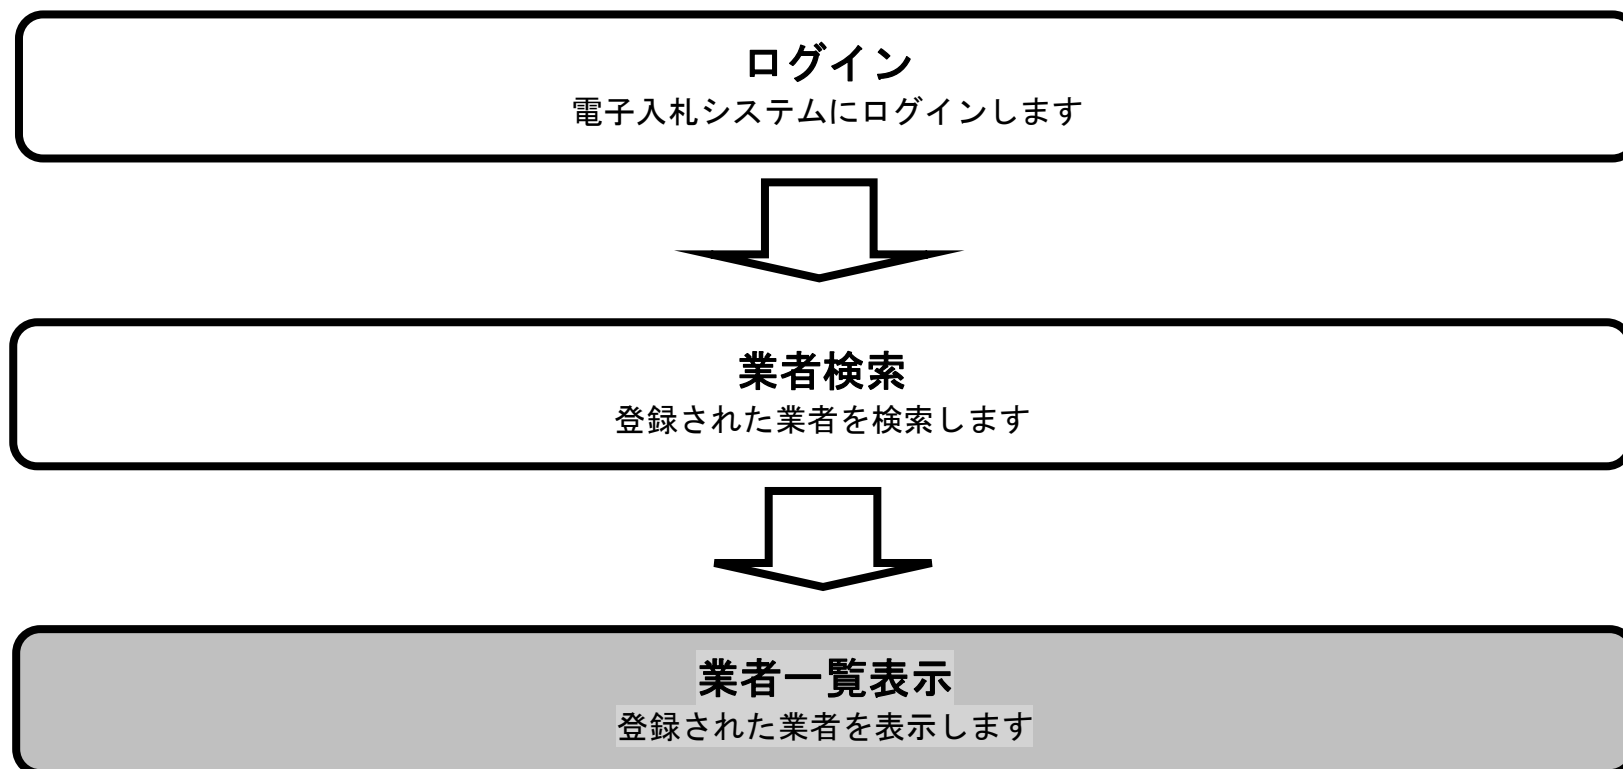 ログイン
電子入札システムにログインします
業者検索
登録された業者を検索します
業者一覧表示
登録された業者を表示します